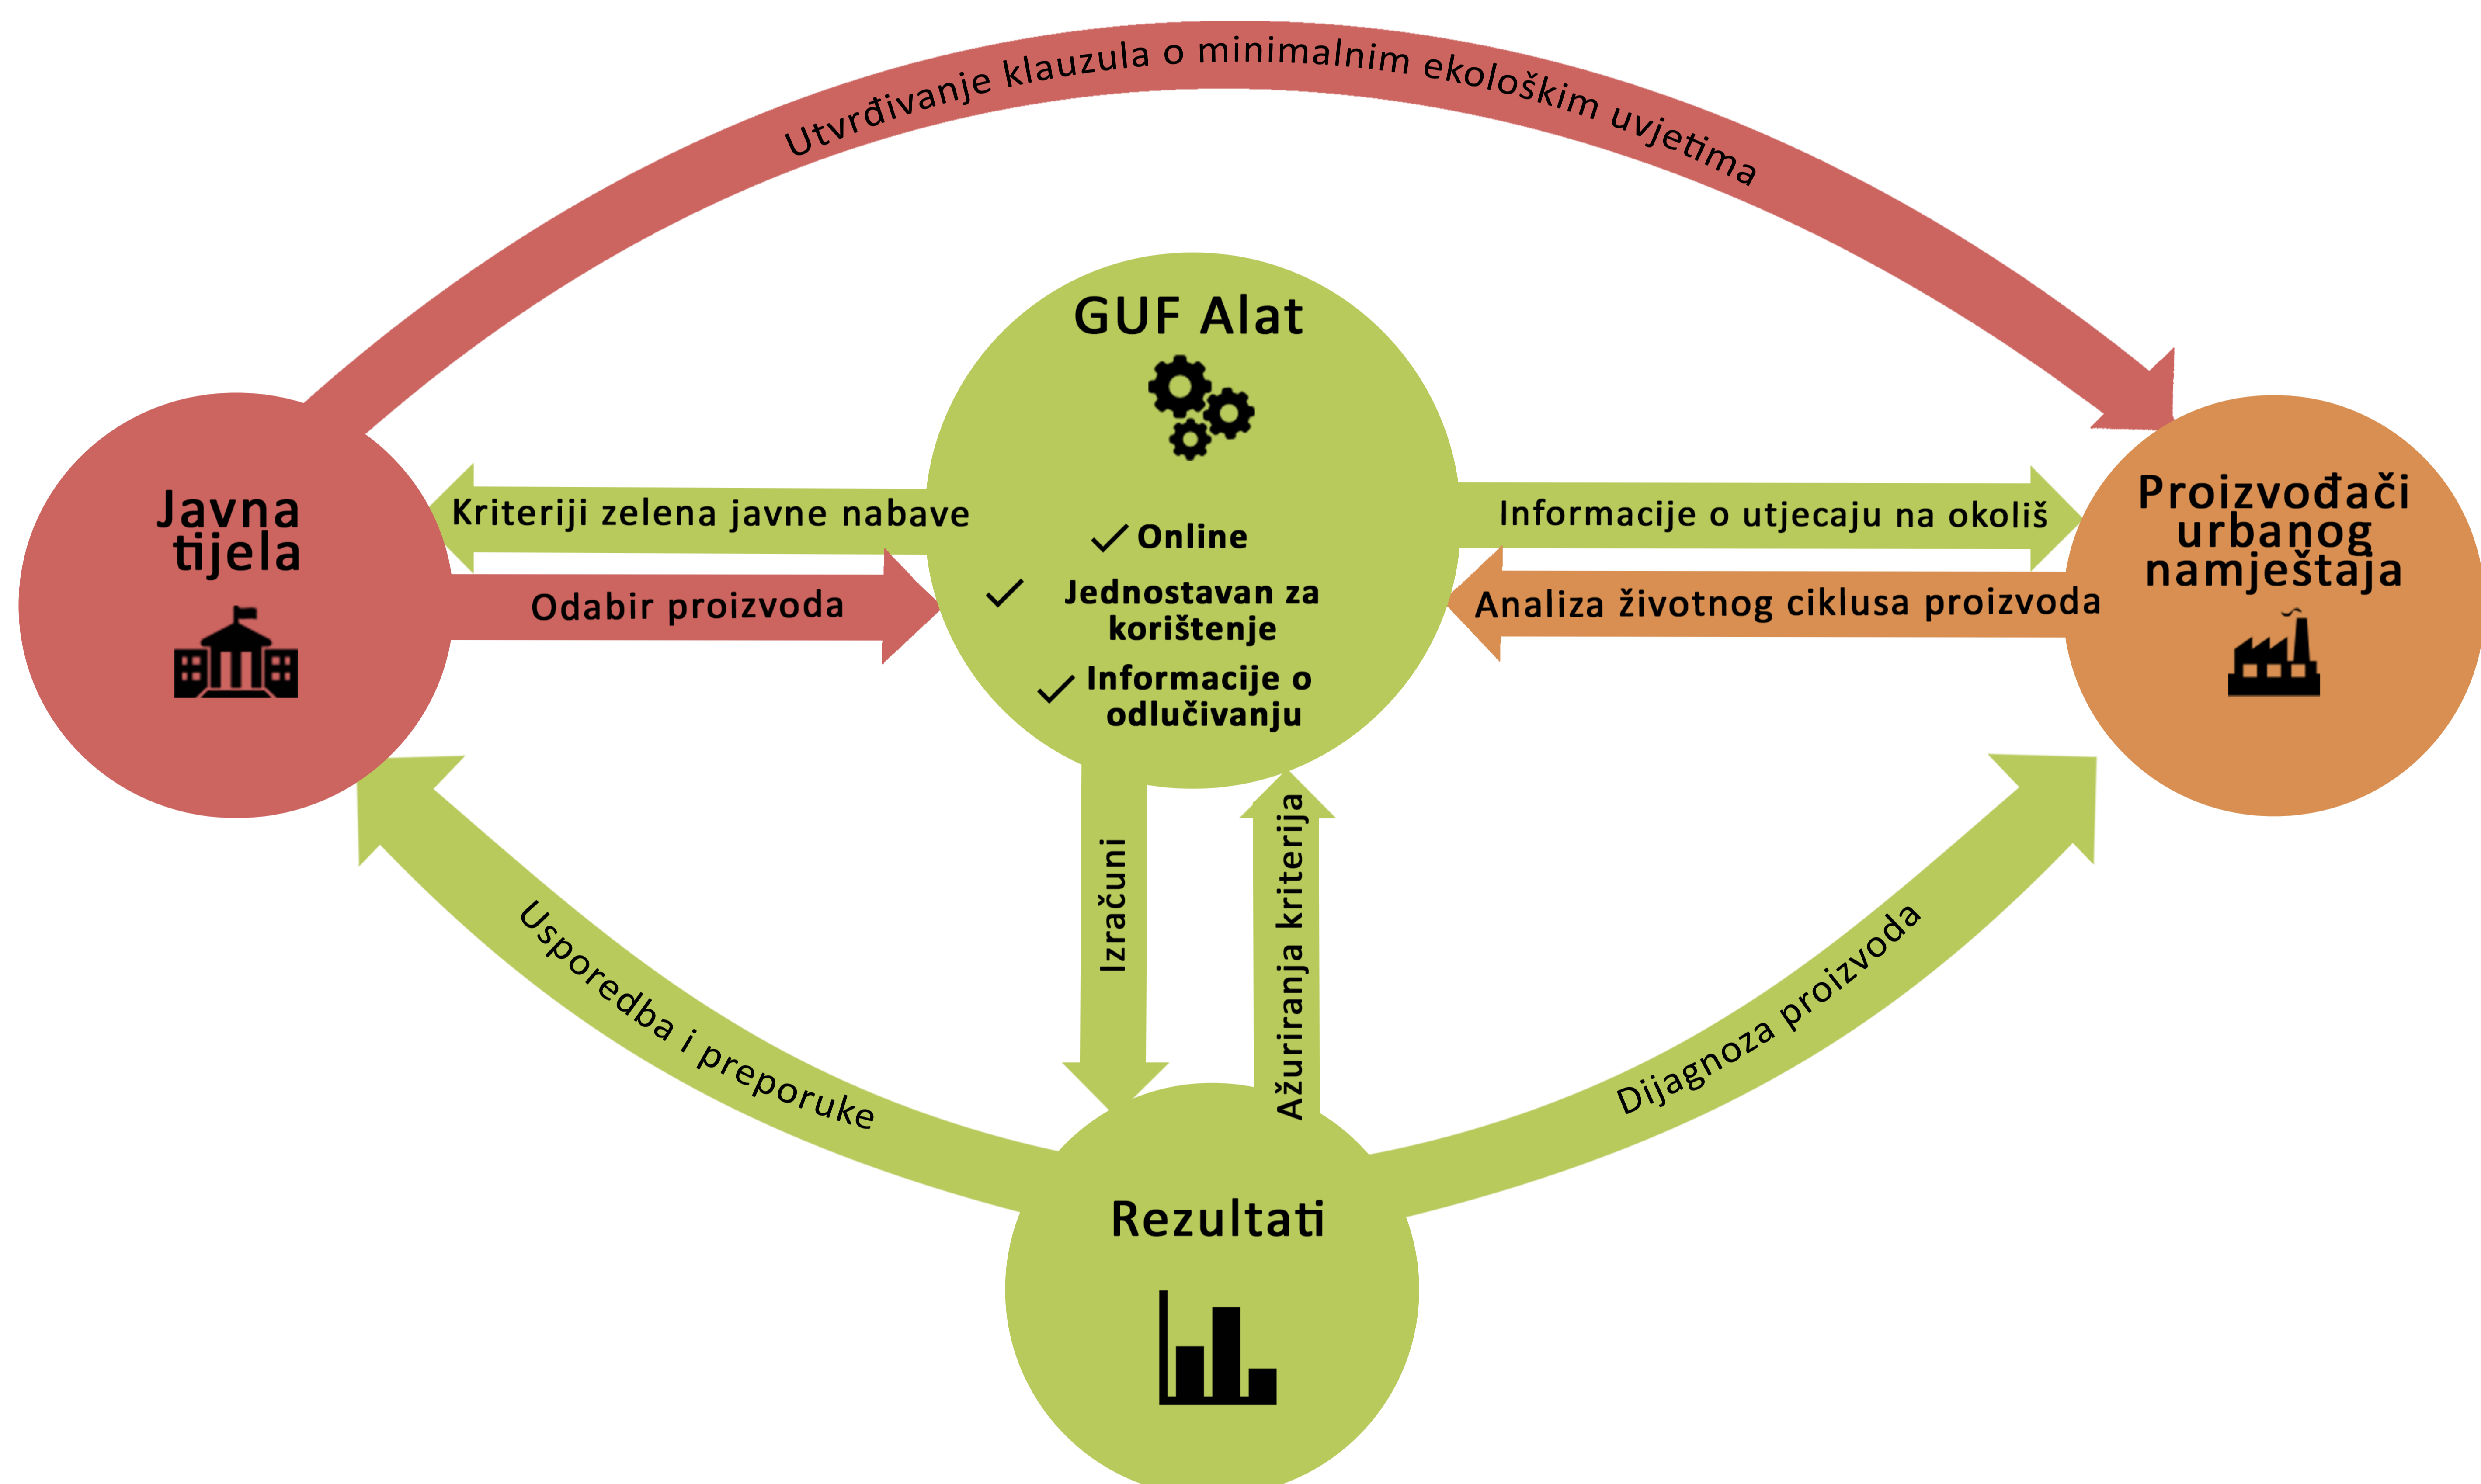 Utvrđivanje klauzula o minimalnim ekološkim uvjetima
GUF Alat
Javna
tijela
Kriteriji zelena javne nabave
Odabir proizvoda
Online
Jednostavan za
korištenje
Informacije o
odlučivanju
Informacije o utjecaju na okoliš
Analiza životnog ciklusa proizvoda
Proizvođači
urbanog
namještaja
Izračuni
Ažuriranja kriterija
Usporedba i preporuke
Dijagnoza proizvoda
Rezultati